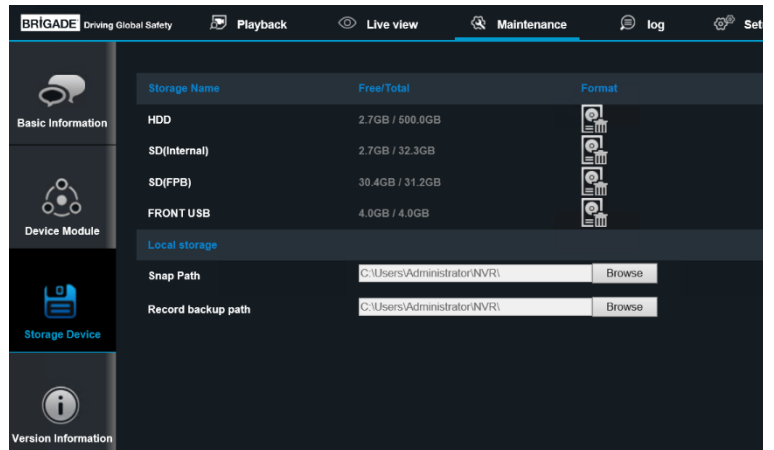 BRIGADE Driving Global Safety Playback Live view Maintenance log
Basic Information
Device Module
Storage Device
Version Information
Storage Name Free/Total Format
HDD 2.7GB / 500.0GB
SD(Internal) 2.7GB / 32.3GB
SD(FPB) 30.4GB / 31.2GB
FRONT USB 4.0GB / 4.0GB
Local storage
Snap Path C:\Users\Administrator\NVR\ Browse
Record backup path C:\Users\Administrator\NVR\ Browse